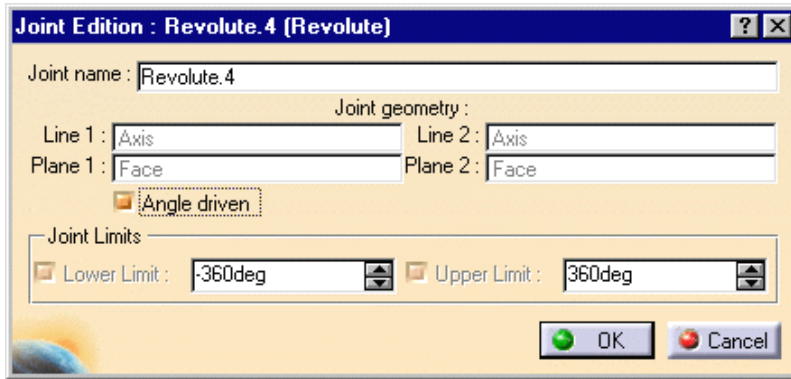 Joint Edition : Revolute.4 (Revolute)
Joint name : Revolute.4
Joint geometry :
Line 1 : Axis Line 2 : Axis
Plane 1 : Face Plane 2 : Face
Angle driven
Joint Limits
Lower Limit : -360deg Upper Limit : 360deg
OK Cancel